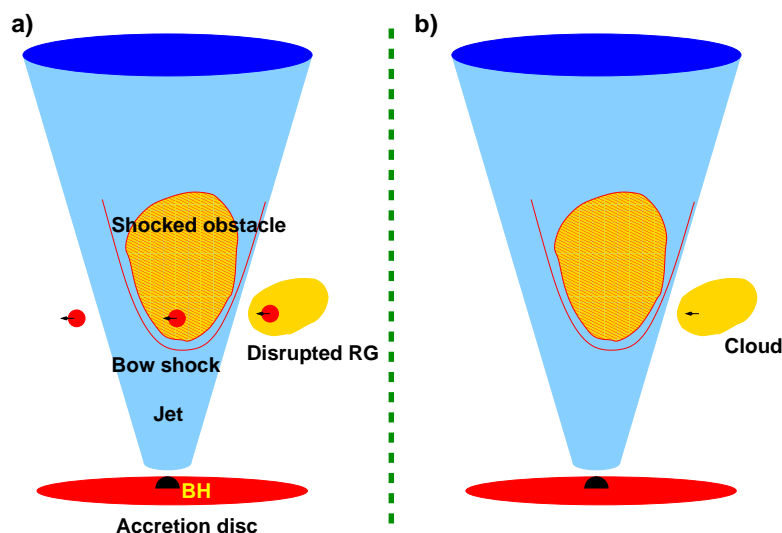 a)
Shocked obstacle
Disrupted RG
Bow shock
Jet
BH
Accretion disc
b)
Cloud